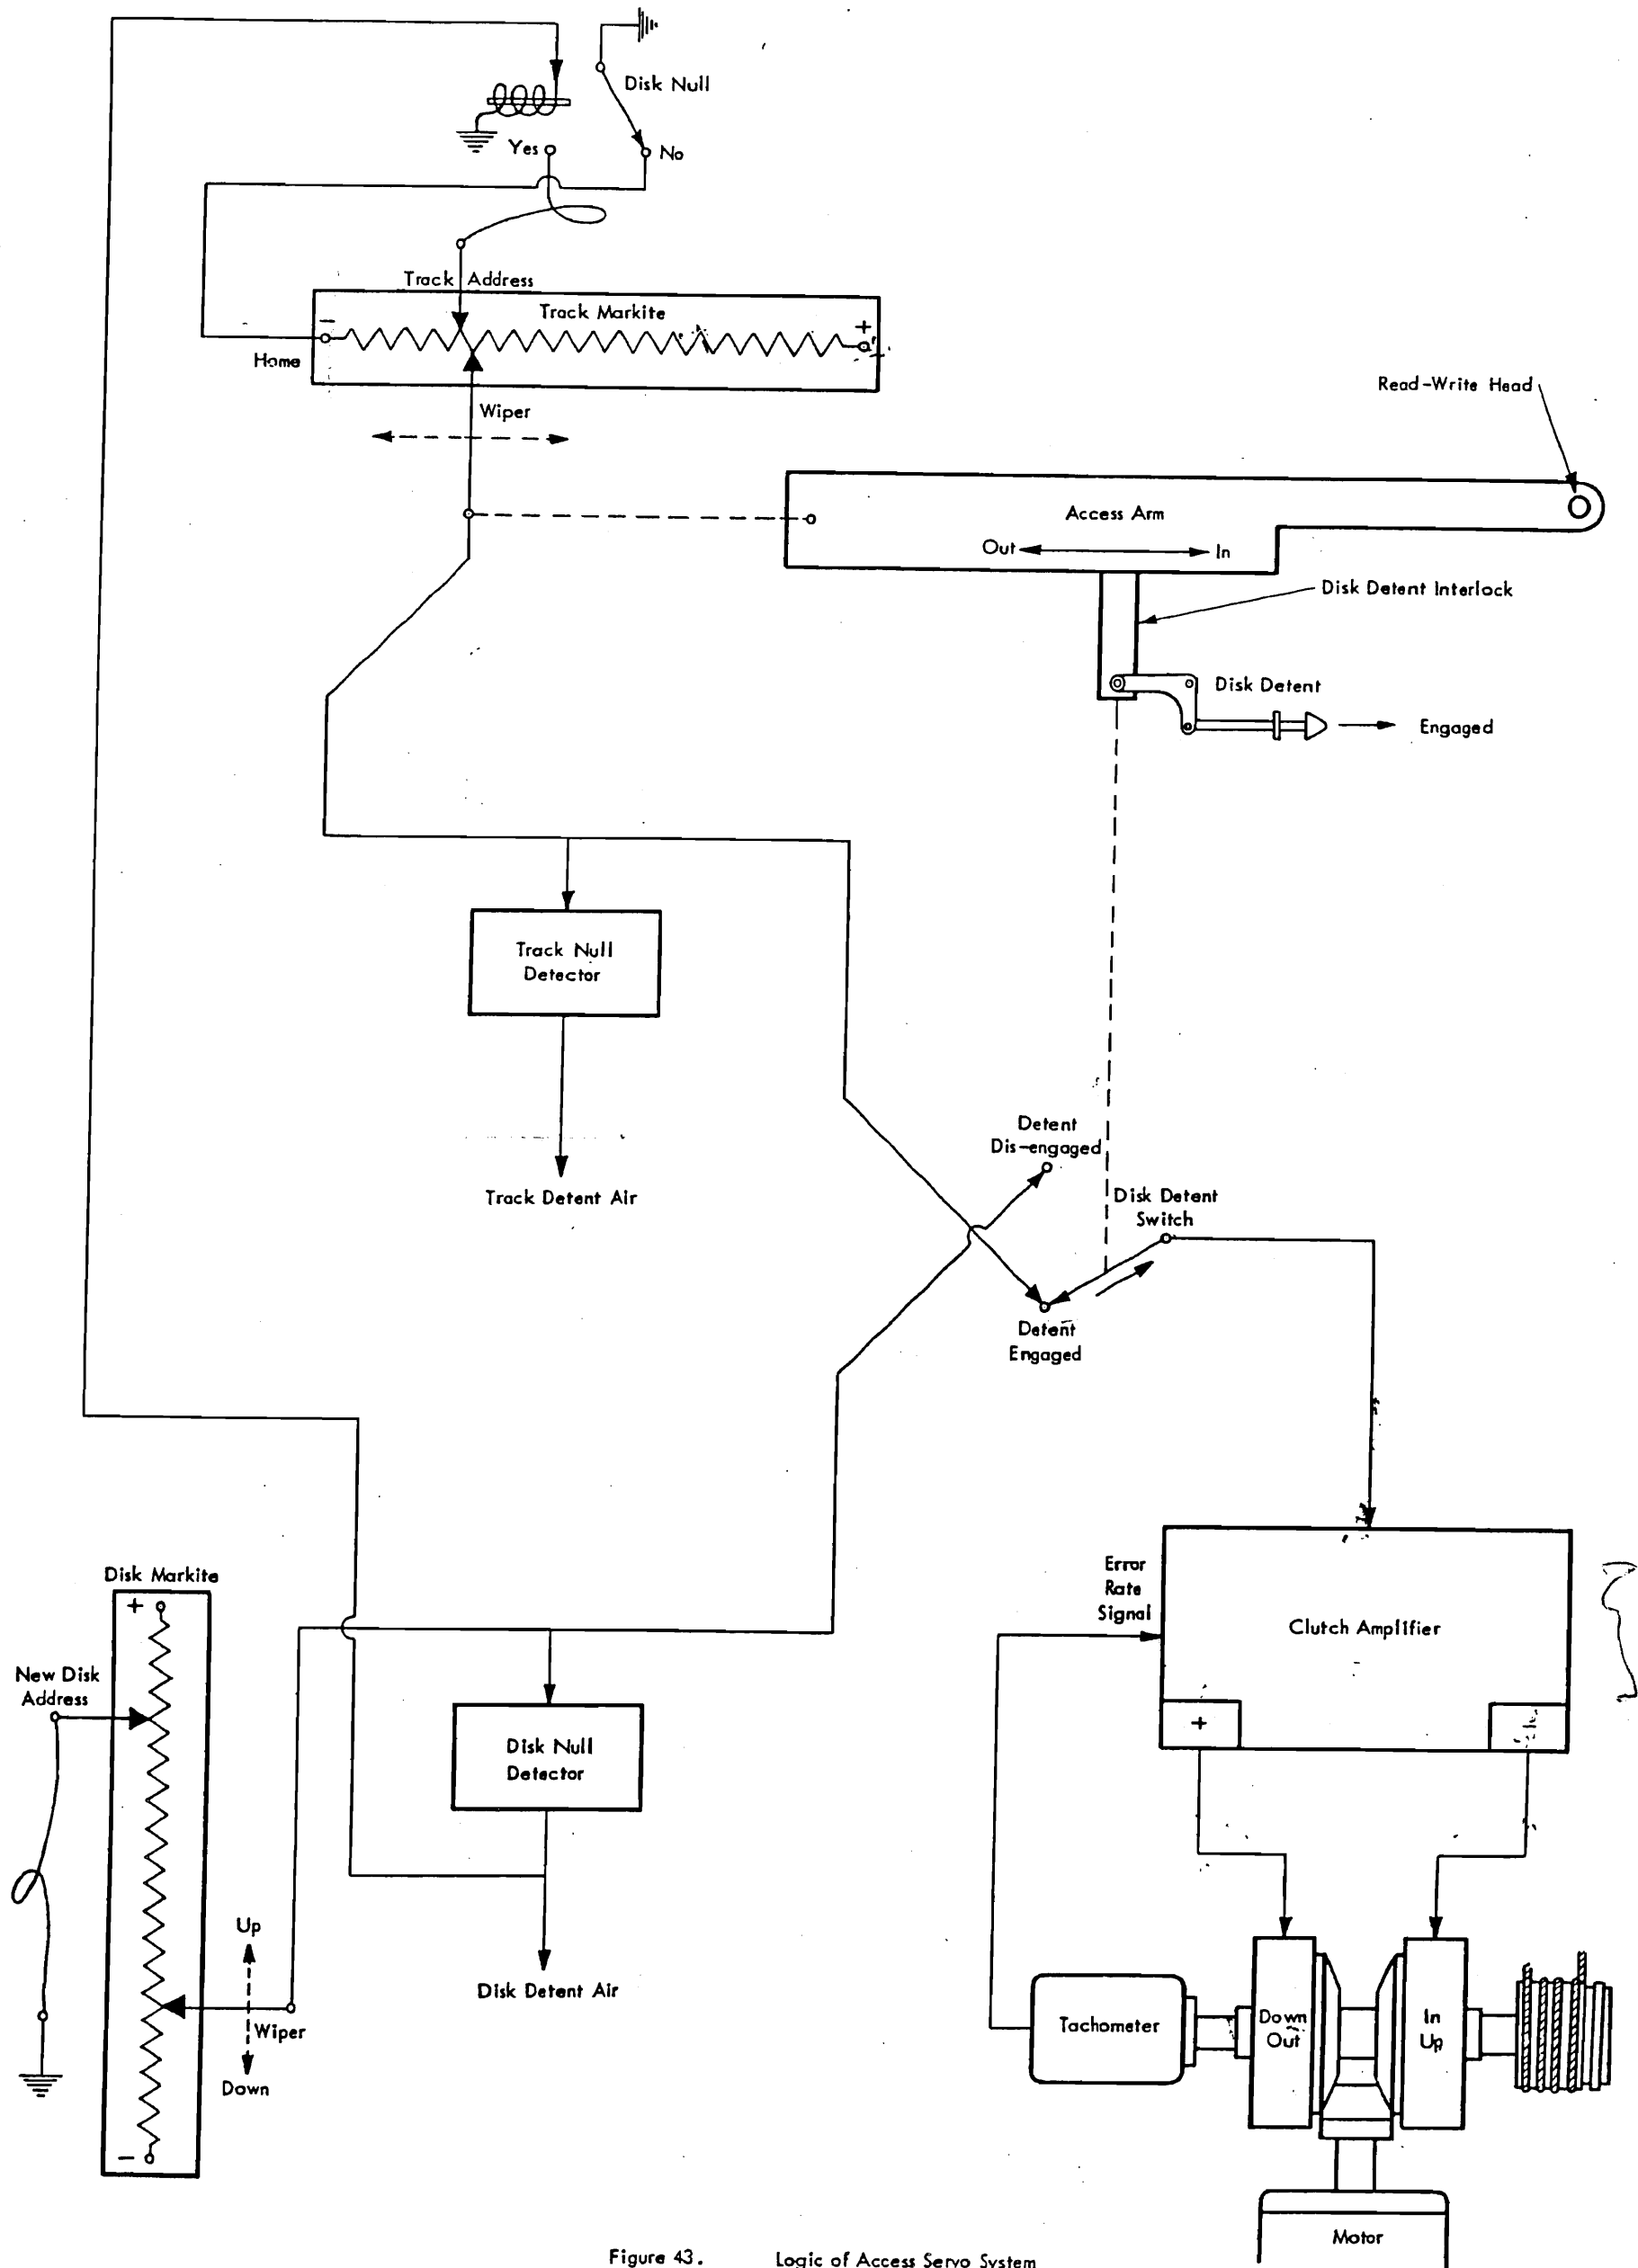 Disk Null
Yes
No
Track Address
Track Markite
−
+
Home
Wiper
Read-Write Head
Access Arm
Out
In
Disk Detent Interlock
Disk Detent
Engaged
Track Null
Detector
Track Detent Air
Detent
Dis-engaged
Disk Detent
Switch
Detent
Engaged
Disk Markite
+
New Disk
Address
−
Up
Wiper
Down
Disk Null
Detector
Disk Detent Air
Error
Rate
Signal
Clutch Amplifier
+
Tachometer
Down
Out
In
Up
Motor
Figure 43. Logic of Access Servo System